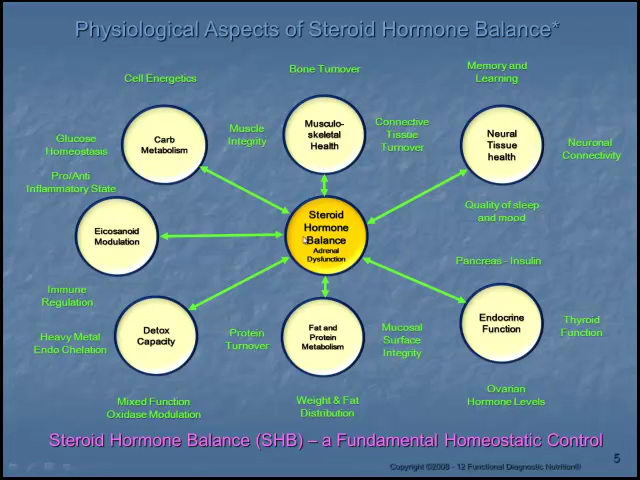 Physiological Aspects of Steroid Hormone Balance*
Cell Energetics
Bone Turnover
Memory and
Learning
Glucose
Homeostisis
Carb
Metabolism
Muscle
Integrity
Musculo-
skeletal
Health
Connective
Tisstie
Turnover
Neural
Tissue
health
Neuronal
Connectivity
Pro/Anti
Inflammatory State
Eicosanoid
Modulation
Steroid
Hormone
Balance
Adrenal
Dysfunction
Quality of sleep
and mood
Pancreas - Insulin
Immune
Regulation
Heavy Metal
Endo Chelation
Detox
Capacity
Protein
Turnover
Fat and
Protein
Metabolism
Mucosal
Surface
Integrity
Endocrine
Function
Thyroid
Function
Mixed Function
Oxidase Modulation
Weight & Fat
Distribution
Ovarian
Hormone Levels
Steroid Hormone Balance (SHB) – a Fundamental Homeostatic Control
5
Copyright ©2008 - 12 Functional Diagnostic Nutrition®